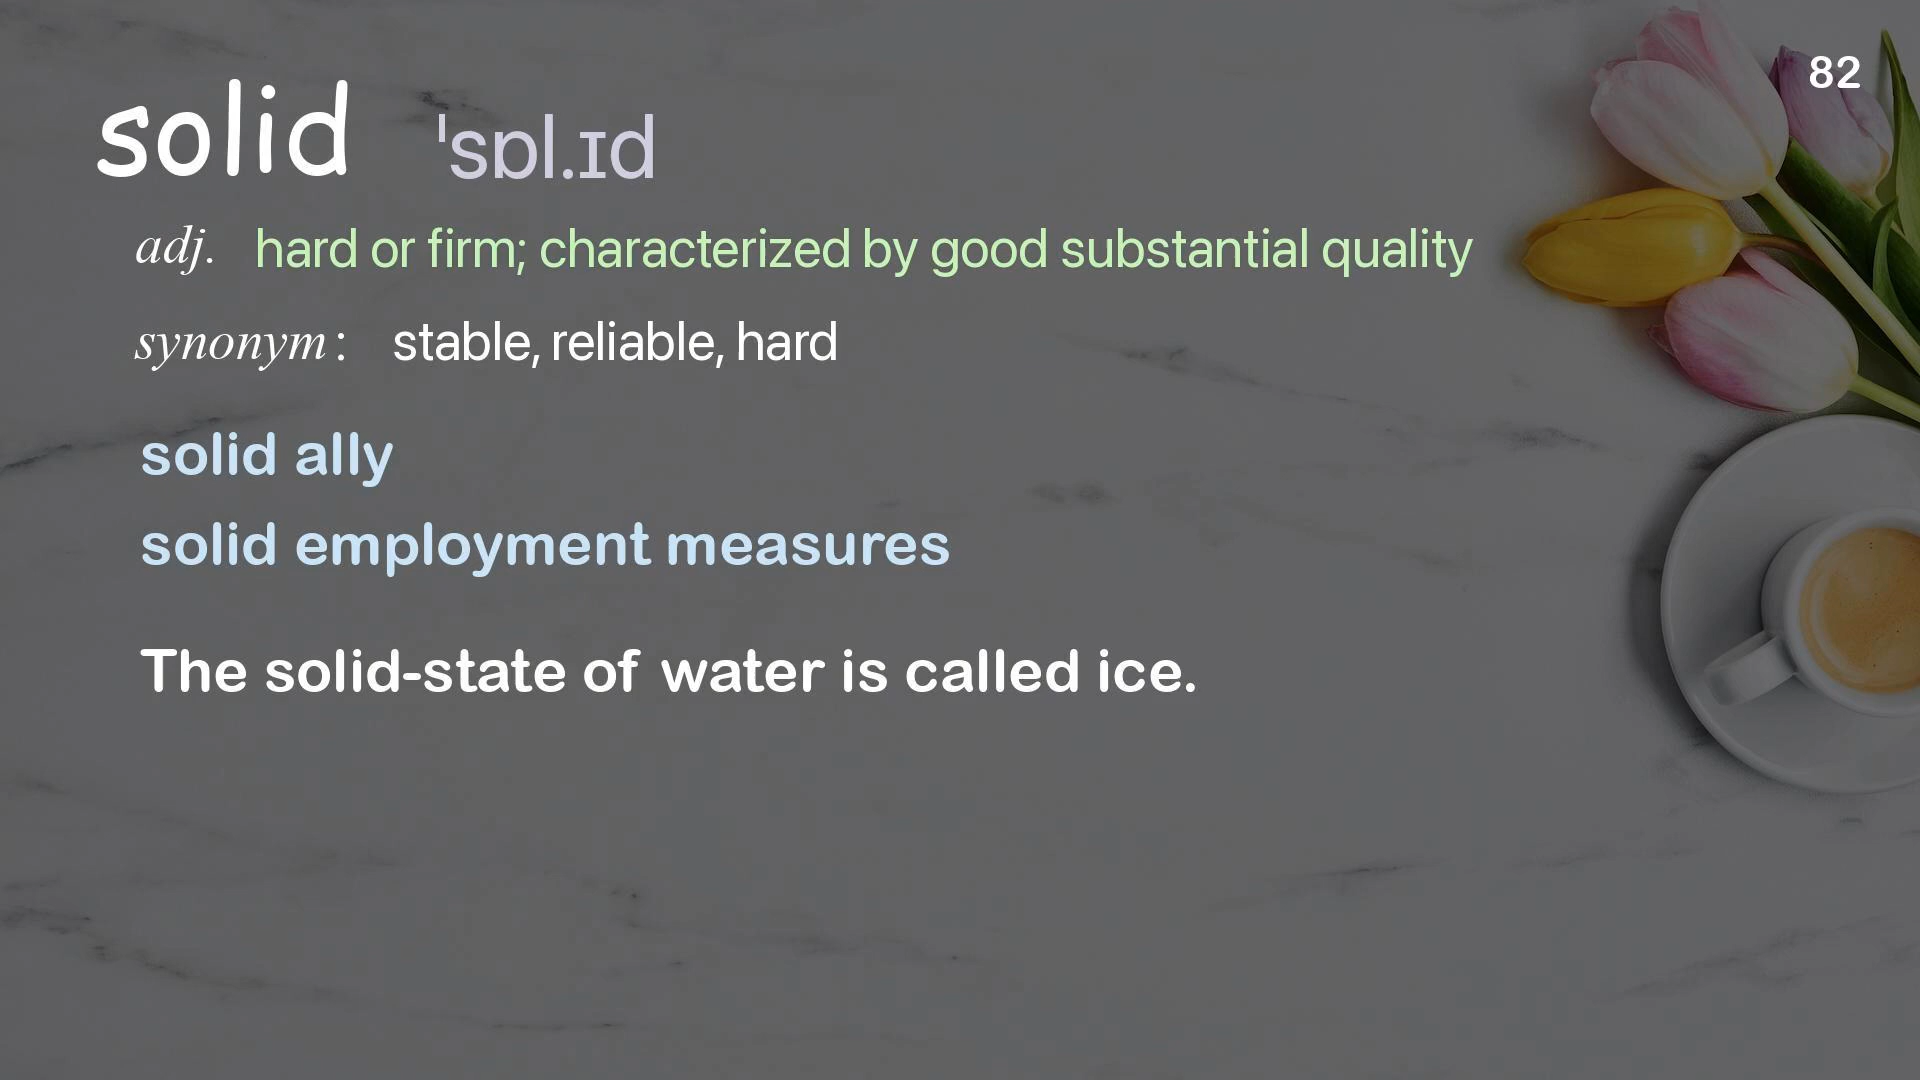 82
solid ˈsɒl.ɪd
adj. hard or firm; characterized by good substantial quality
synonym: stable, reliable, hard
solid ally
solid employment measures
The solid-state of water is called ice.